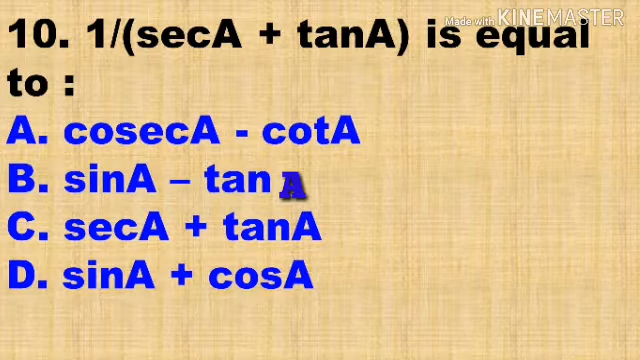 Made with KINEMASTER
10. 1/(secA + tanA) is equal
to :
A. cosecA - cotA
B. sinA – tan A
C. secA + tanA
D. sinA + cosA